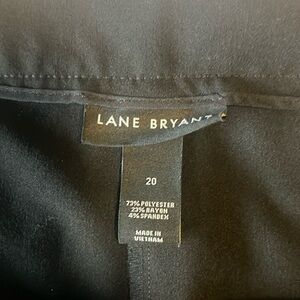 LANE BRYANT
20
73% POLYESTER
23% RAYON
4% SPANDEX
MADE IN
VIETNAM